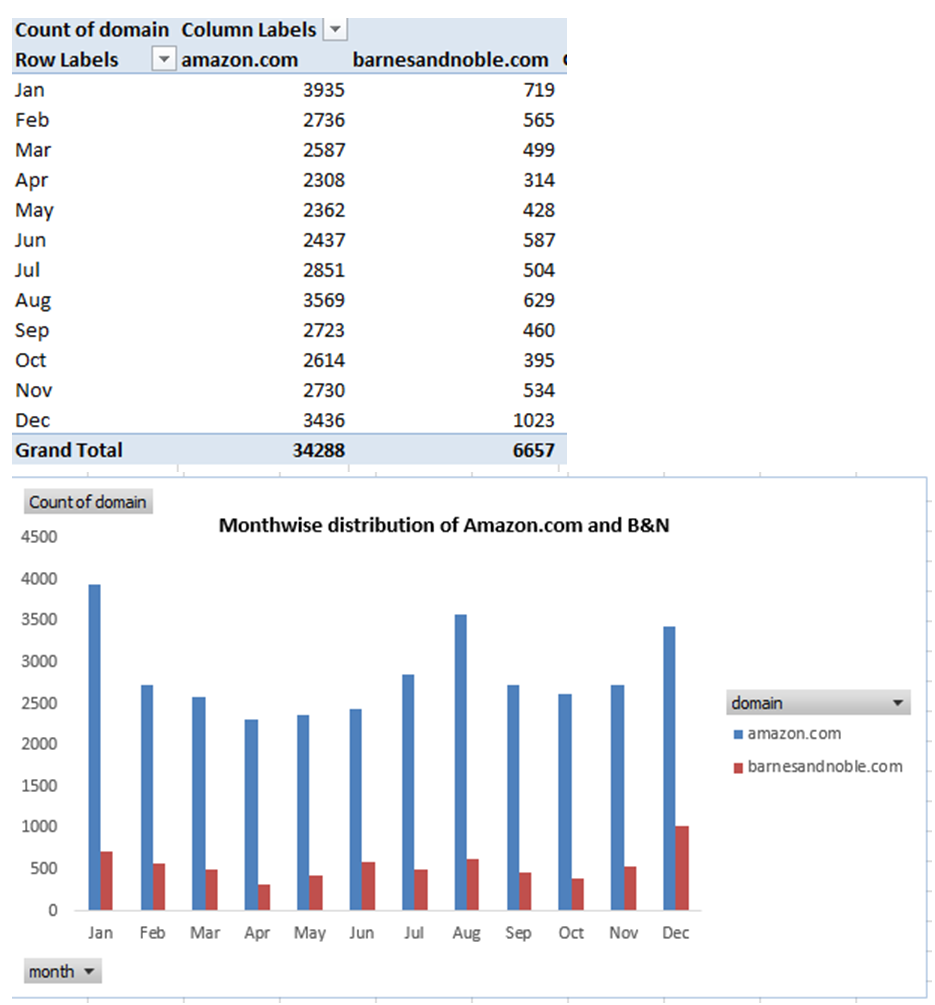 Count of domain Column Labels
Row Labels amazon.com barnesandnoble.com
Jan 3935 719
Feb 2736 565
Mar 2587 499
Apr 2308 314
May 2362 428
Jun 2437 587
Jul 2851 504
Aug 3569 629
Sep 2723 460
Oct 2614 395
Nov 2730 534
Dec 3436 1023
Grand Total 34288 6657
Count of domain
Monthwise distribution of Amazon.com and B&N
4500
4000
3500
3000
2500
2000
1500
1000
500
0
Jan Feb Mar Apr May Jun Jul Aug Sep Oct Nov Dec
domain
amazon.com
barnesandnoble.com
month